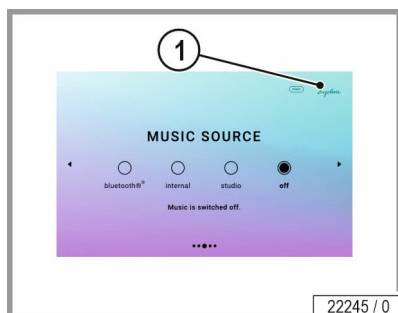 1
MUSIC SOURCE
bluetooth®® internal studio off
Music is switched off.
22245 / 0